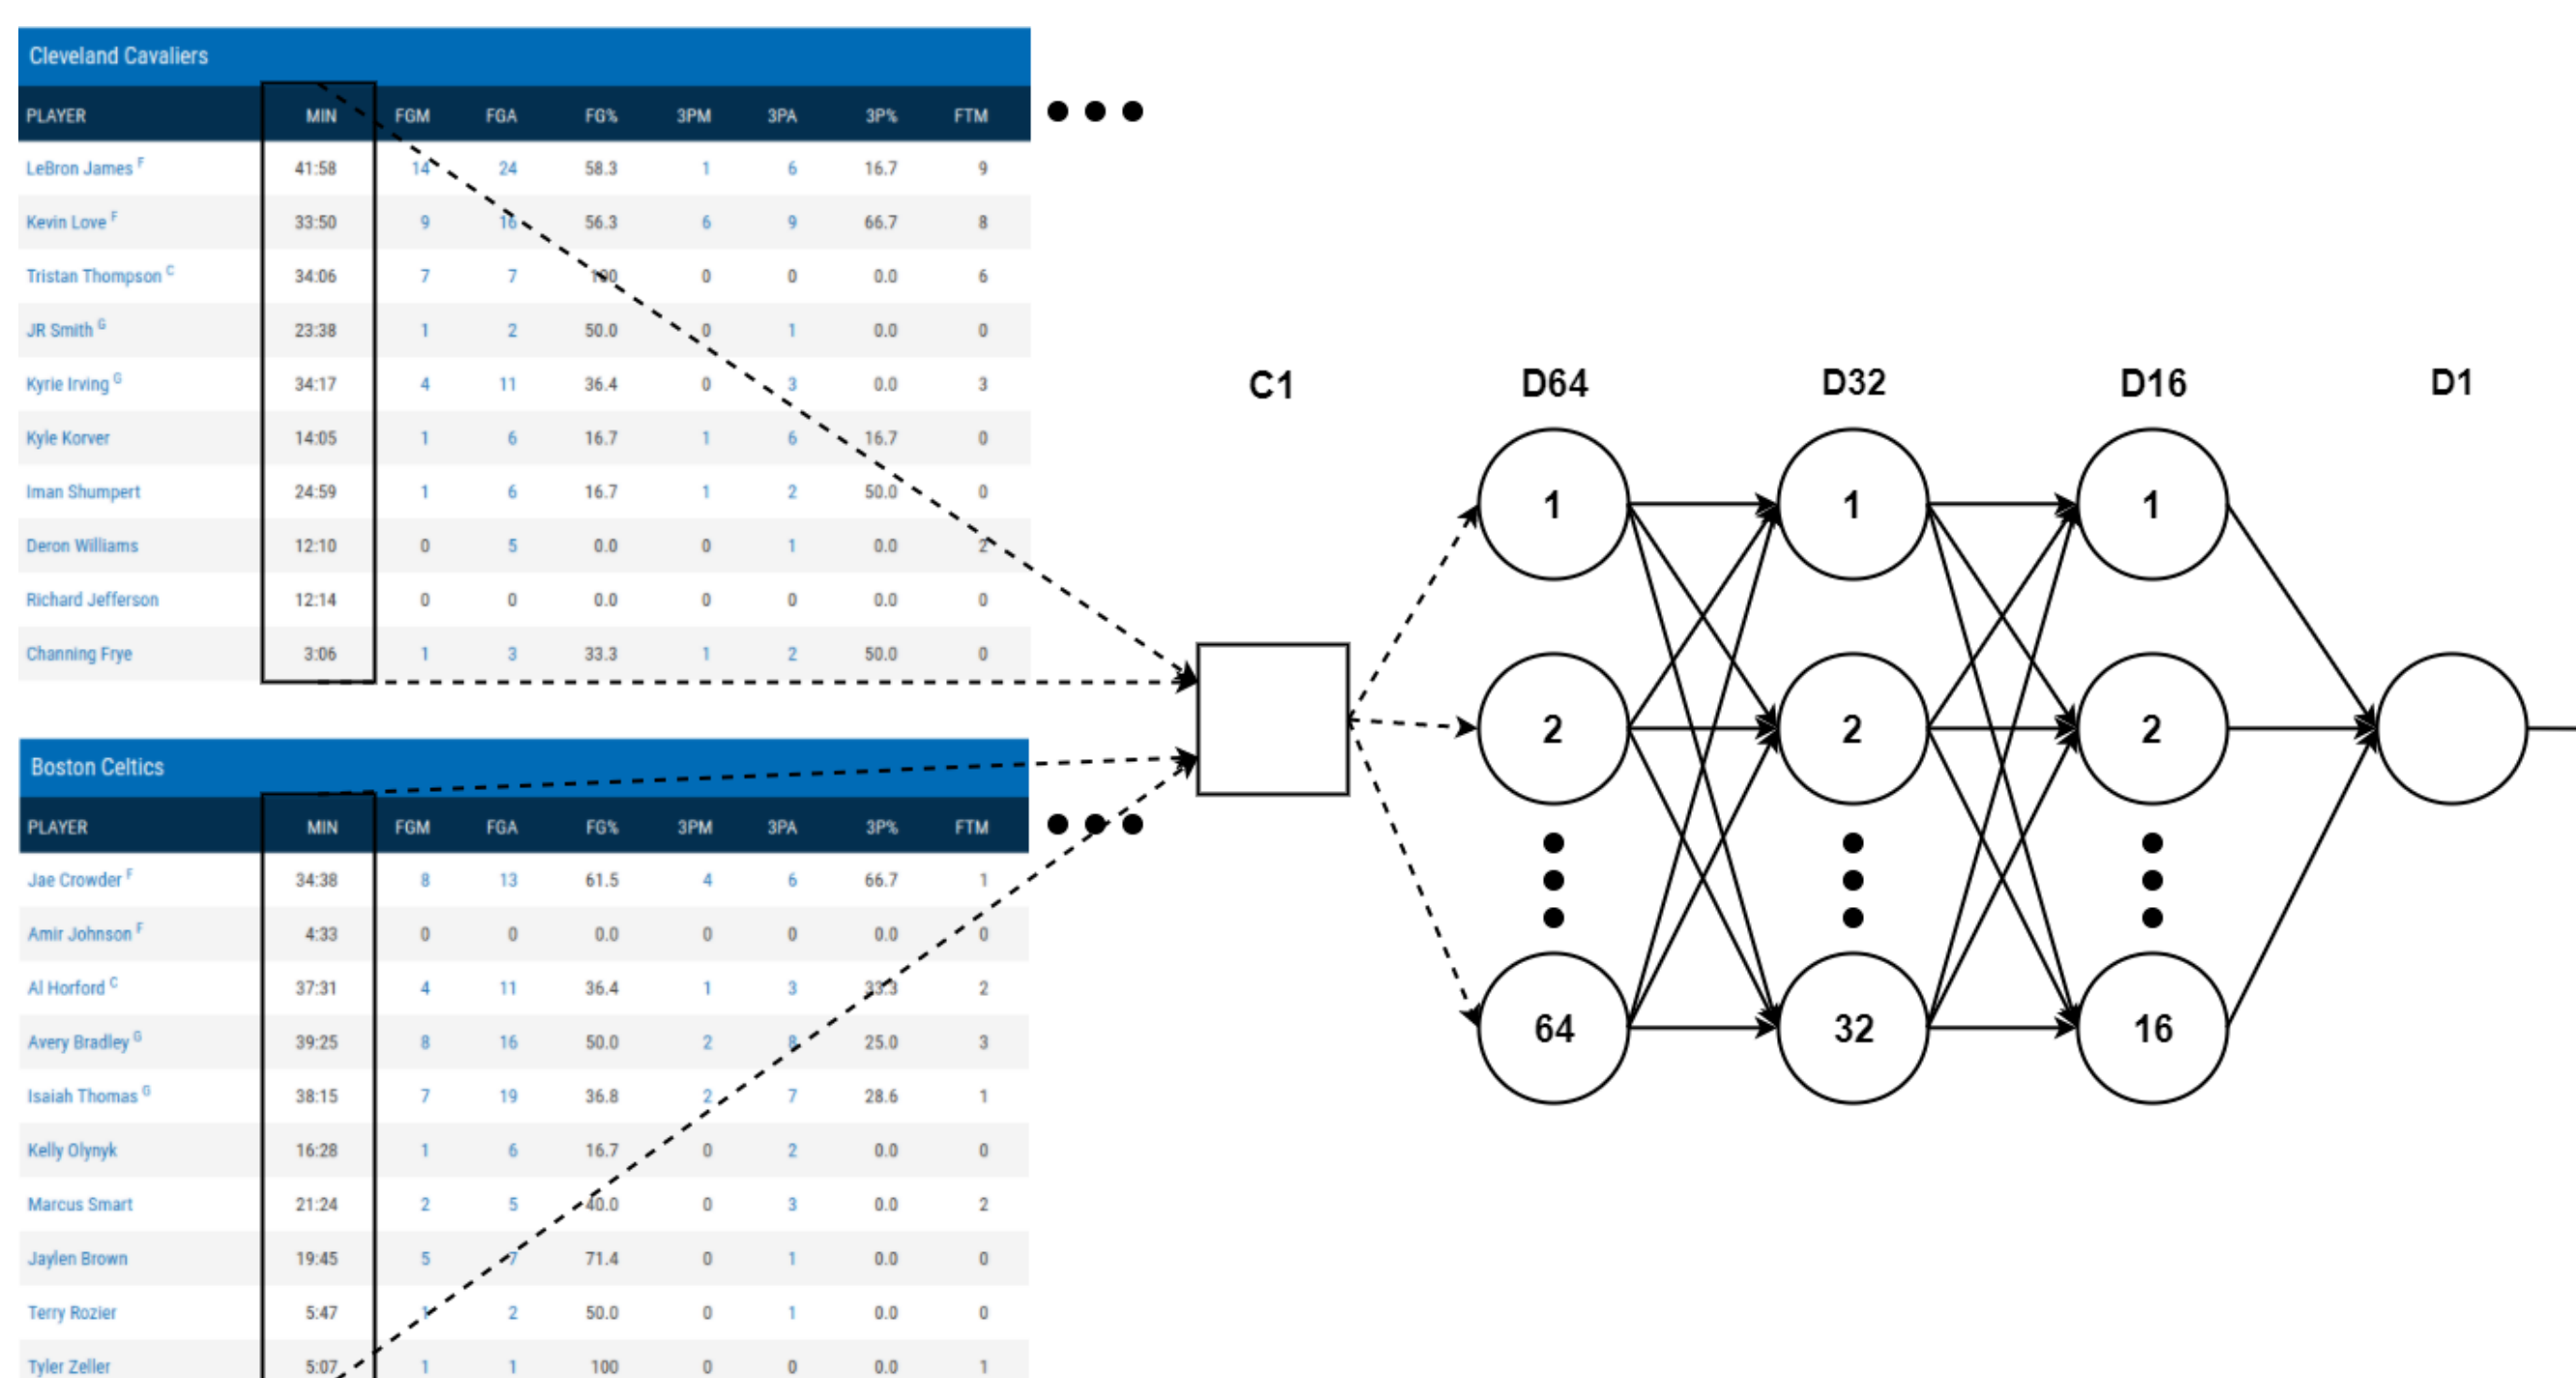 Cleveland Cavaliers
PLAYER MIN FGM FGA FG% 3PM 3PA 3P% FTM
LeBron James F 41:58 14 24 58.3 1 6 16.7 9
Kevin Love F 33:50 9 16 56.3 6 9 66.7 8
Tristan Thompson C 34:06 7 7 100 0 0 0.0 6
JR Smith G 23:38 1 2 50.0 0 1 0.0 0
Kyrie Irving G 34:17 4 11 36.4 0 3 0.0 3
Kyle Korver 14:05 1 6 16.7 1 6 16.7 0
Iman Shumpert 24:59 1 6 16.7 1 2 50.0 0
Deron Williams 12:10 0 5 0.0 0 1 0.0 2
Richard Jefferson 12:14 0 0 0.0 0 0 0.0 0
Channing Frye 3:06 1 3 33.3 1 2 50.0 0
Boston Celtics
PLAYER MIN FGM FGA FG% 3PM 3PA 3P% FTM
Jae Crowder F 34:38 8 13 61.5 4 6 66.7 1
Amir Johnson F 4:33 0 0 0.0 0 0 0.0 0
Al Horford C 37:31 4 11 36.4 1 3 33.3 2
Avery Bradley G 39:25 8 16 50.0 2 8 25.0 3
Isaiah Thomas G 38:15 7 19 36.8 2 7 28.6 1
Kelly Olynyk 16:28 1 6 16.7 0 2 0.0 0
Marcus Smart 21:24 2 5 40.0 0 3 0.0 2
Jaylen Brown 19:45 5 7 71.4 0 1 0.0 0
Terry Rozier 5:47 1 2 50.0 0 1 0.0 0
Tyler Zeller 5:07 1 1 100 0 0 0.0 1
C1 D64 D32 D16 D1
1 1 1
2 2 2
64 32 16